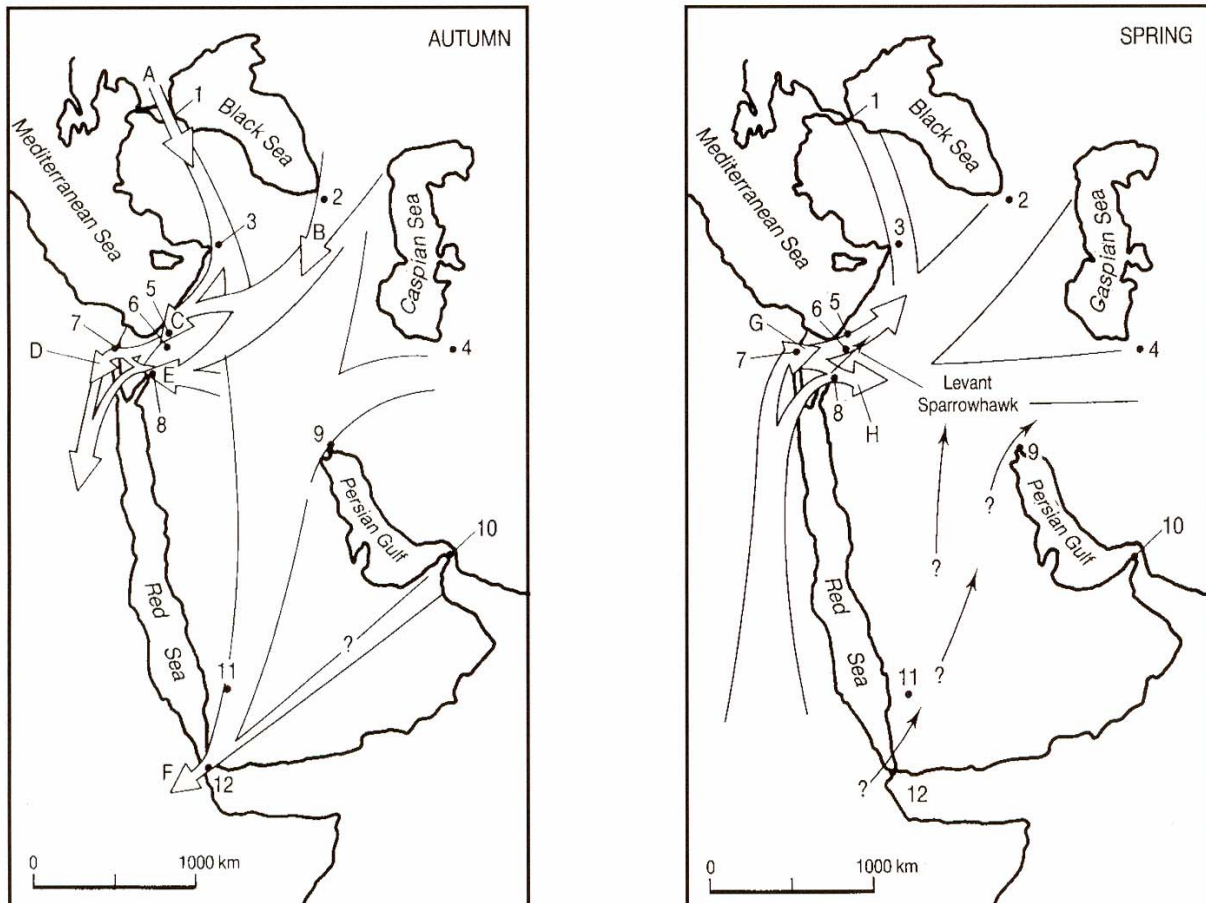 AUTUMN
A
1
Black Sea
Mediterranean Sea
2
B
3
Caspian Sea
5
6
C
7
D
4
E
8
9
Persian Gulf
10
Red
Sea
?
11
F
12
0
1000 km
SPRING
1
Black Sea
Mediterranean Sea
2
3
Gaspian Sea
5
6
G
7
4
Levant
Sparrowhawk
8
H
9
?
Persian Gulf
10
?
Red
Sea
?
11
?
12
0
1000 km